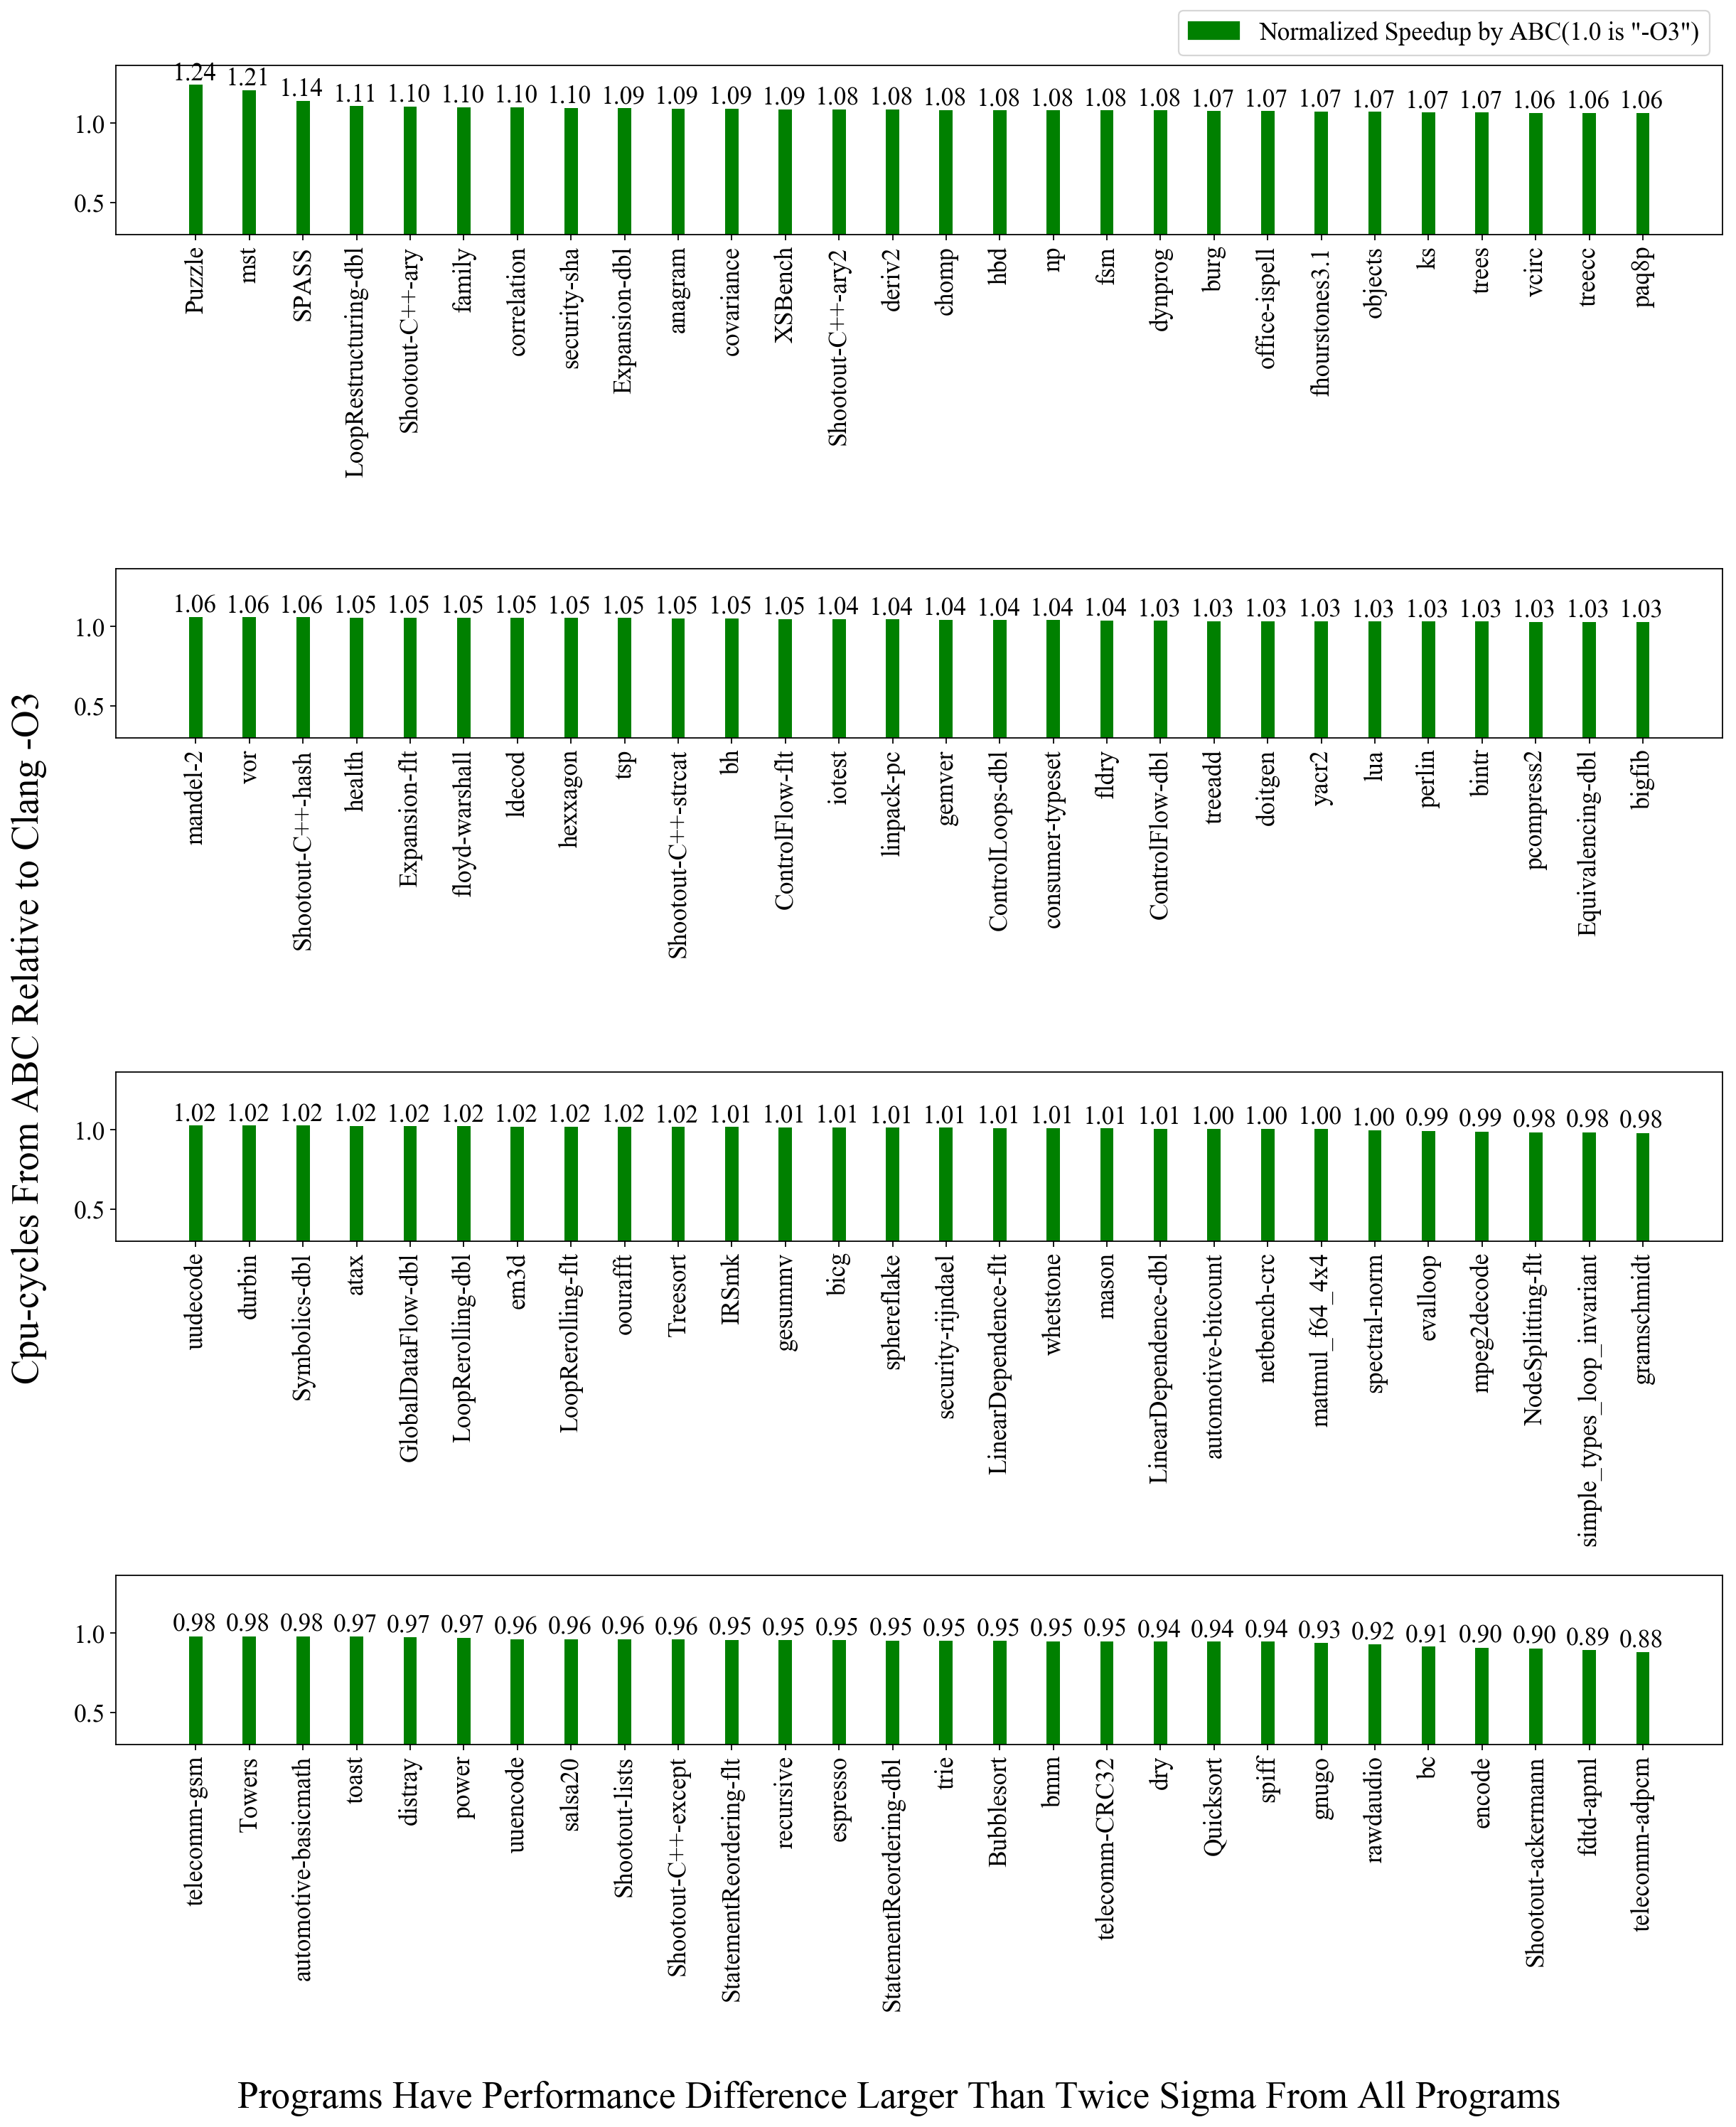 Normalized Speedup by ABC(1.0 is "-O3")
1.24 1.21 1.14 1.11 1.10 1.10 1.10 1.10 1.09 1.09 1.09 1.09 1.08 1.08 1.08 1.08 1.08 1.08 1.08 1.07 1.07 1.07 1.07 1.07 1.07 1.06 1.06 1.06
1.0
0.5
Puzzle
mst
SPASS
LoopRestructuring-dbl
Shootout-C++-ary
family
correlation
security-sha
Expansion-dbl
anagram
covariance
XSBench
Shootout-C++-ary2
deriv2
chomp
hbd
np
fsm
dynprog
burg
office-ispell
fhourstones3.1
objects
ks
trees
vcirc
treecc
paq8p
Cpu-cycles From ABC Relative to Clang -O3
1.06 1.06 1.06 1.05 1.05 1.05 1.05 1.05 1.05 1.05 1.05 1.05 1.04 1.04 1.04 1.04 1.04 1.04 1.03 1.03 1.03 1.03 1.03 1.03 1.03 1.03 1.03 1.03
1.0
0.5
mandel-2
vor
Shootout-C++-hash
health
Expansion-flt
floyd-warshall
ldecod
hexxagon
tsp
Shootout-C++-strcat
bh
ControlFlow-flt
iotest
linpack-pc
gemver
ControlLoops-dbl
consumer-typeset
fldry
ControlFlow-dbl
treeadd
doitgen
yacr2
lua
perlin
bintr
pcompress2
Equivalencing-dbl
bigfib
1.02 1.02 1.02 1.02 1.02 1.02 1.02 1.02 1.02 1.02 1.01 1.01 1.01 1.01 1.01 1.01 1.01 1.01 1.01 1.00 1.00 1.00 1.00 0.99 0.99 0.98 0.98 0.98
1.0
0.5
uudecode
durbin
Symbolics-dbl
atax
GlobalDataFlow-dbl
LoopRerolling-dbl
em3d
LoopRerolling-flt
oourafft
Treesort
IRSmk
gesummv
bicg
sphereflake
security-rijndael
LinearDependence-flt
whetstone
mason
LinearDependence-dbl
automotive-bitcount
netbench-crc
matmul_f64_4x4
spectral-norm
evalloop
mpeg2decode
NodeSplitting-flt
simple_types_loop_invariant
gramschmidt
0.98 0.98 0.98 0.97 0.97 0.97 0.96 0.96 0.96 0.96 0.95 0.95 0.95 0.95 0.95 0.95 0.95 0.95 0.94 0.94 0.94 0.93 0.92 0.91 0.90 0.90 0.89 0.88
1.0
0.5
telecomm-gsm
Towers
automotive-basicmath
toast
distray
power
uuencode
salsa20
Shootout-lists
Shootout-C++-except
StatementReordering-flt
recursive
espresso
StatementReordering-dbl
trie
Bubblesort
bmm
telecomm-CRC32
dry
Quicksort
spiff
gnugo
rawdaudio
bc
encode
Shootout-ackermann
fdtd-apml
telecomm-adpcm
Programs Have Performance Difference Larger Than Twice Sigma From All Programs